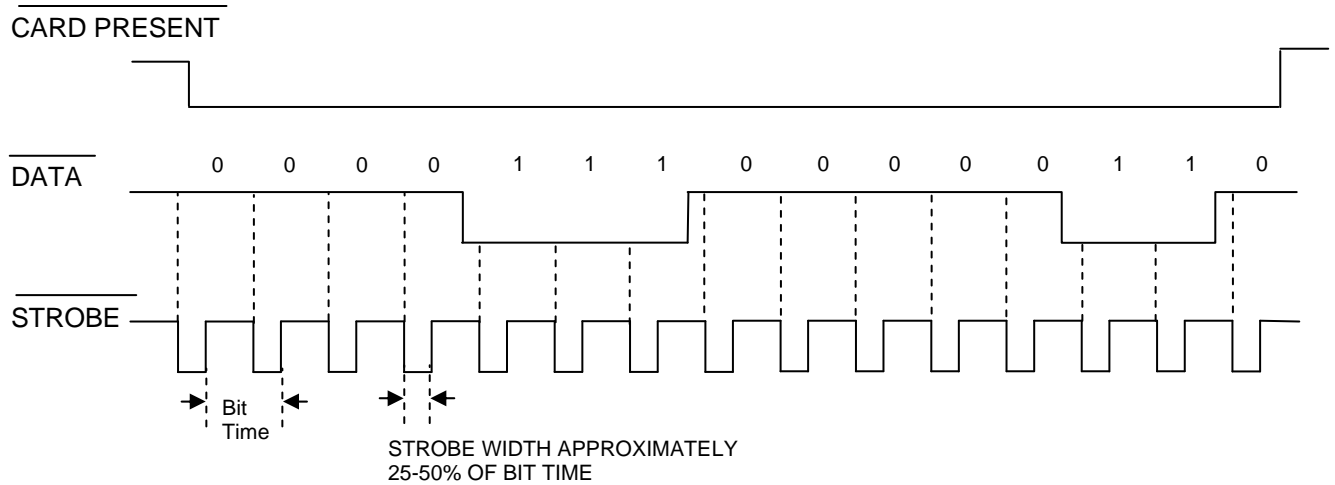 CARD PRESENT
DATA
0 0 0 0 1 1 1 0 0 0 0 0 1 1 0
STROBE
Bit
Time
STROBE WIDTH APPROXIMATELY
25-50% OF BIT TIME